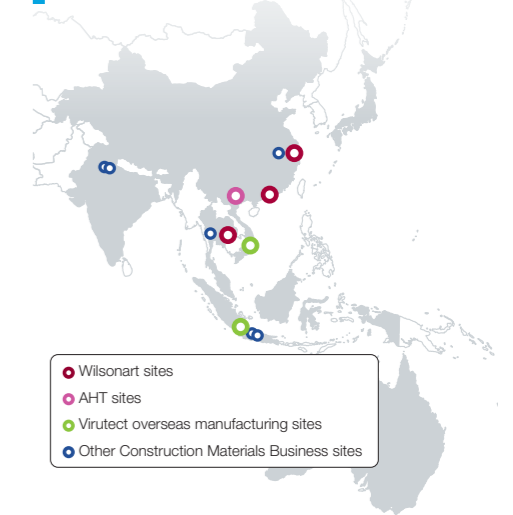 Wilsonart sites
AHT sites
Virutect overseas manufacturing sites
Other Construction Materials Business sites